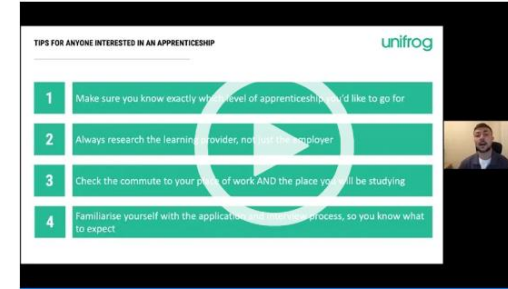 TIPS FOR ANYONE INTERESTED IN AN APPRENTICESHIP
unifrog
1 Make sure you know exactly which level of apprenticeship you'd like to go for
2 Always research the learning provider, not just the employer
3 Check the commute to your place of work AND the place you will be studying
4 Familiarise yourself with the application and interview process, so you know what
to expect